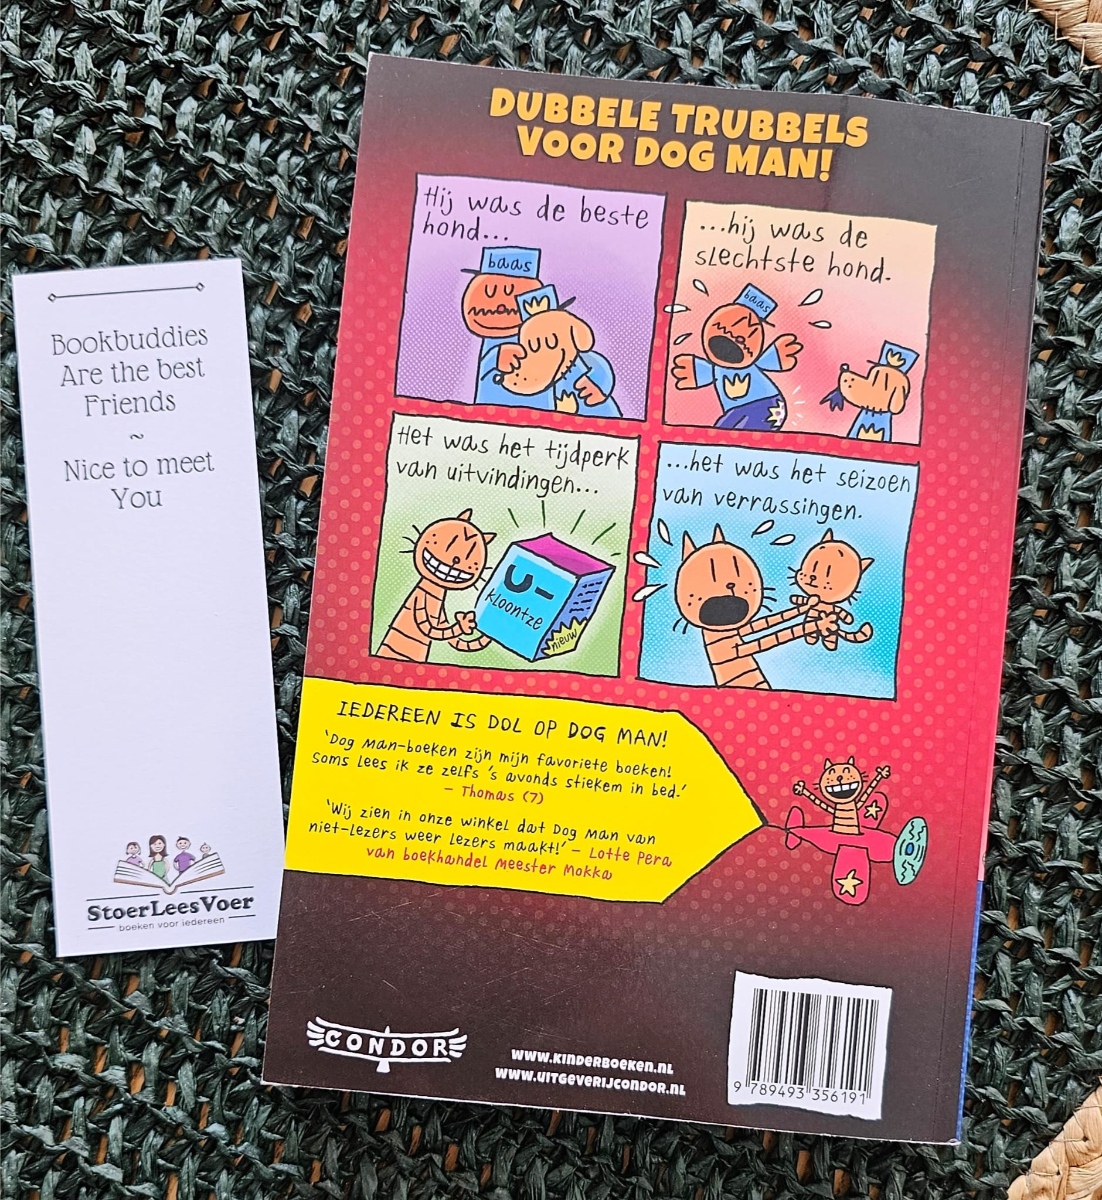 Bookbuddies
Are the best
Friends
~
Nice to meet
You
StoerLeesVoer
boeken voor iedereen
DUBBELE TRUBBELS
VOOR DOG MAN!
Hij was de beste
hond...
baas
...hij was de
slechtste hond.
baas
Het was het tijdperk
van uitvindingen...
U-
KLOONTZE
nieuw
...het was het seizoen
van verrassingen.
IEDEREEN IS DOL OP DOG MAN!
'Dog Man-boeken zijn mijn favoriete boeken!
Soms lees ik ze zelfs 's avonds stiekem in bed.'
– Thomas (7)
'Wij zien in onze winkel dat Dog Man van
niet-lezers weer lezers maakt!' – Lotte Pera
van boekhandel Meester Mokka
CONDOR
WWW.KINDERBOEKEN.NL
WWW.UITGEVERIJCONDOR.NL
9 789493 356191